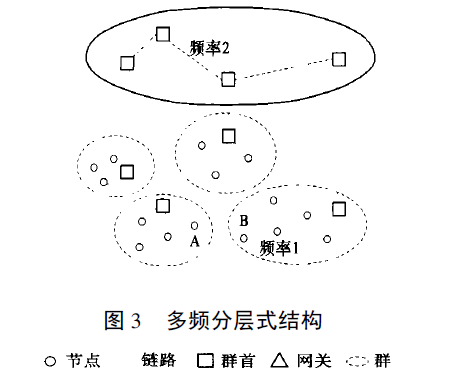 频率2
A
B
频率1
图 3 多频分层式结构
节点 链路 群首 网关 群